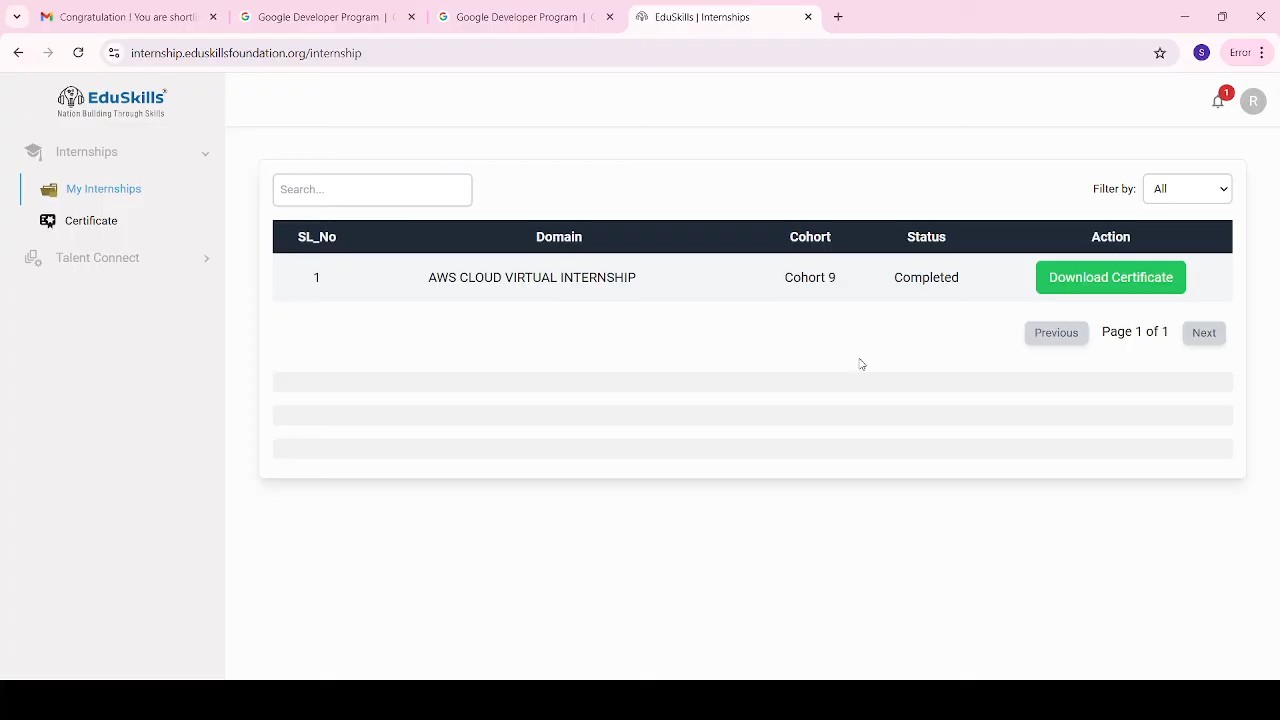 Congratulation ! You are shortli
Google Developer Program |
Google Developer Program |
EduSkills | Internships
internship.eduskillsfoundation.org/internship
S
Error
EduSkills
Nation Building Through Skills
1
R
Internships
My Internships
Certificate
Talent Connect
Search...
Filter by:
All
SL_No Domain Cohort Status Action
1 AWS CLOUD VIRTUAL INTERNSHIP Cohort 9 Completed Download Certificate
Previous Page 1 of 1 Next